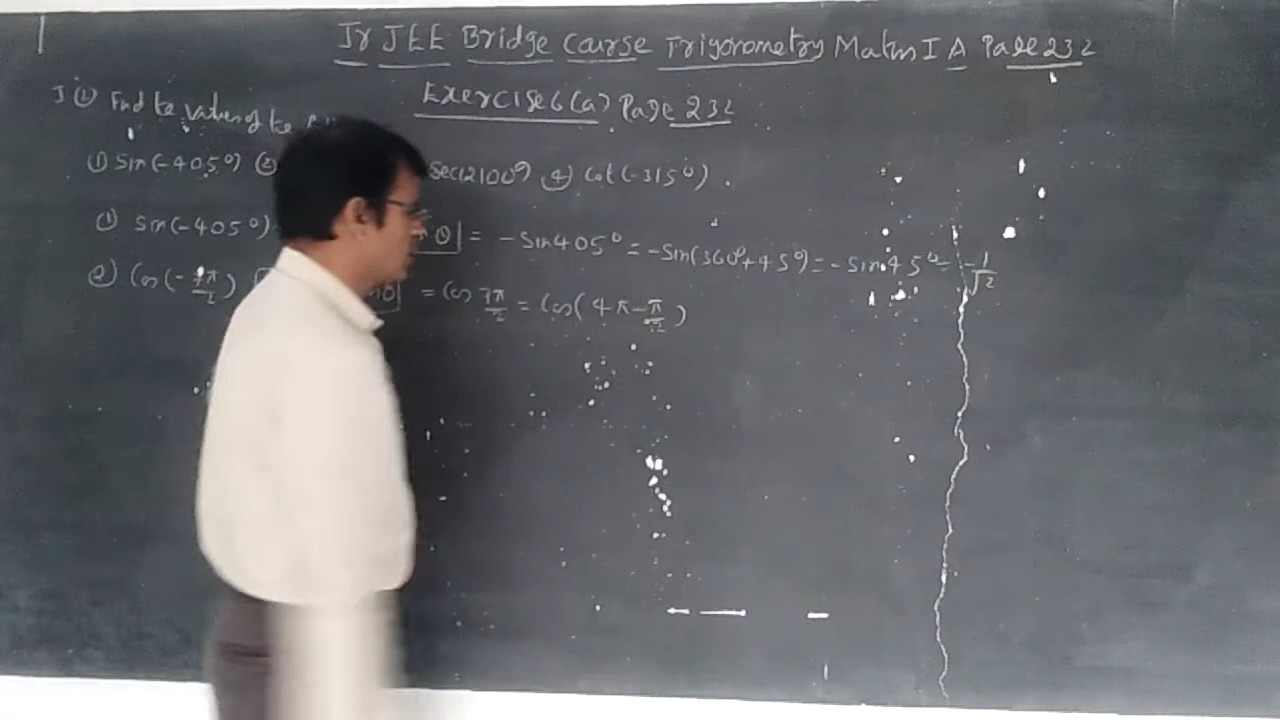 Jr JEE Bridge Course Trigonometry Maths I A Page 232
Exercise 6(a) Page 232
I Find the values of the
① Sin(-405°) ② Sec(2100°) ④ Cot(-315°).
① Sin(-405°) θ] = -Sin405° = -Sin(360°+45°) = -Sin45° = -1/√2
② Cos(-7π/2) = Cos 7π/2 = Cos(4π-π/2)